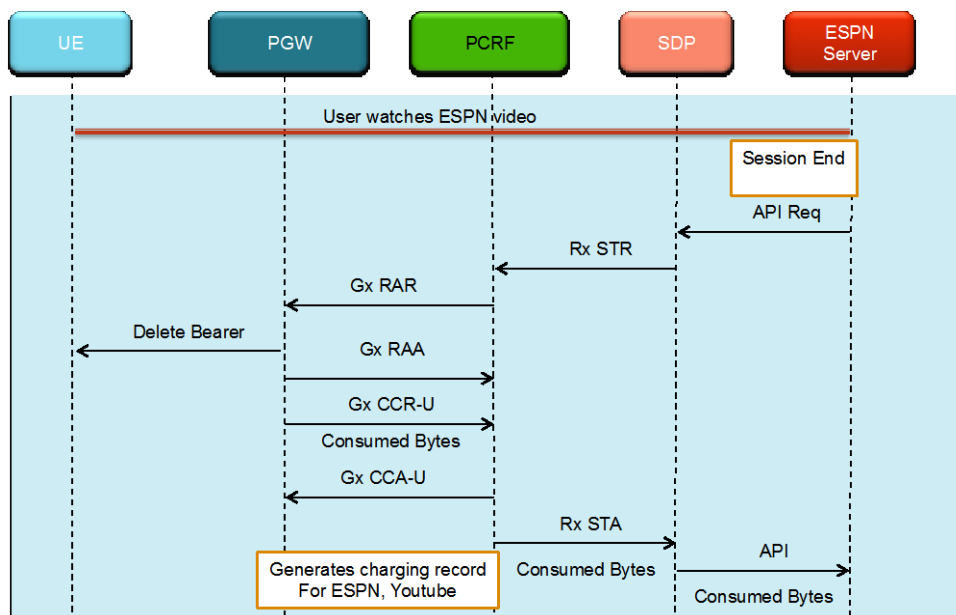 UE
PGW
PCRF
SDP
ESPN
Server
User watches ESPN video
Session End
API Req
Rx STR
Gx RAR
Delete Bearer
Gx RAA
Gx CCR-U
Consumed Bytes
Gx CCA-U
Rx STA
Consumed Bytes
API
Consumed Bytes
Generates charging record
For ESPN, Youtube